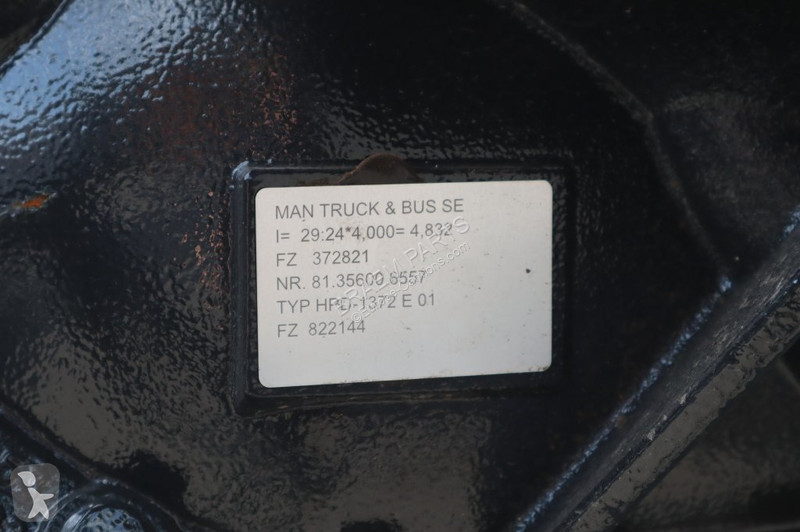 MAN TRUCK & BUS SE
I= 29:24*4,000= 4,832
FZ 372821
NR. 81.35600.6557
TYP HPD-1372 E 01
FZ 822144